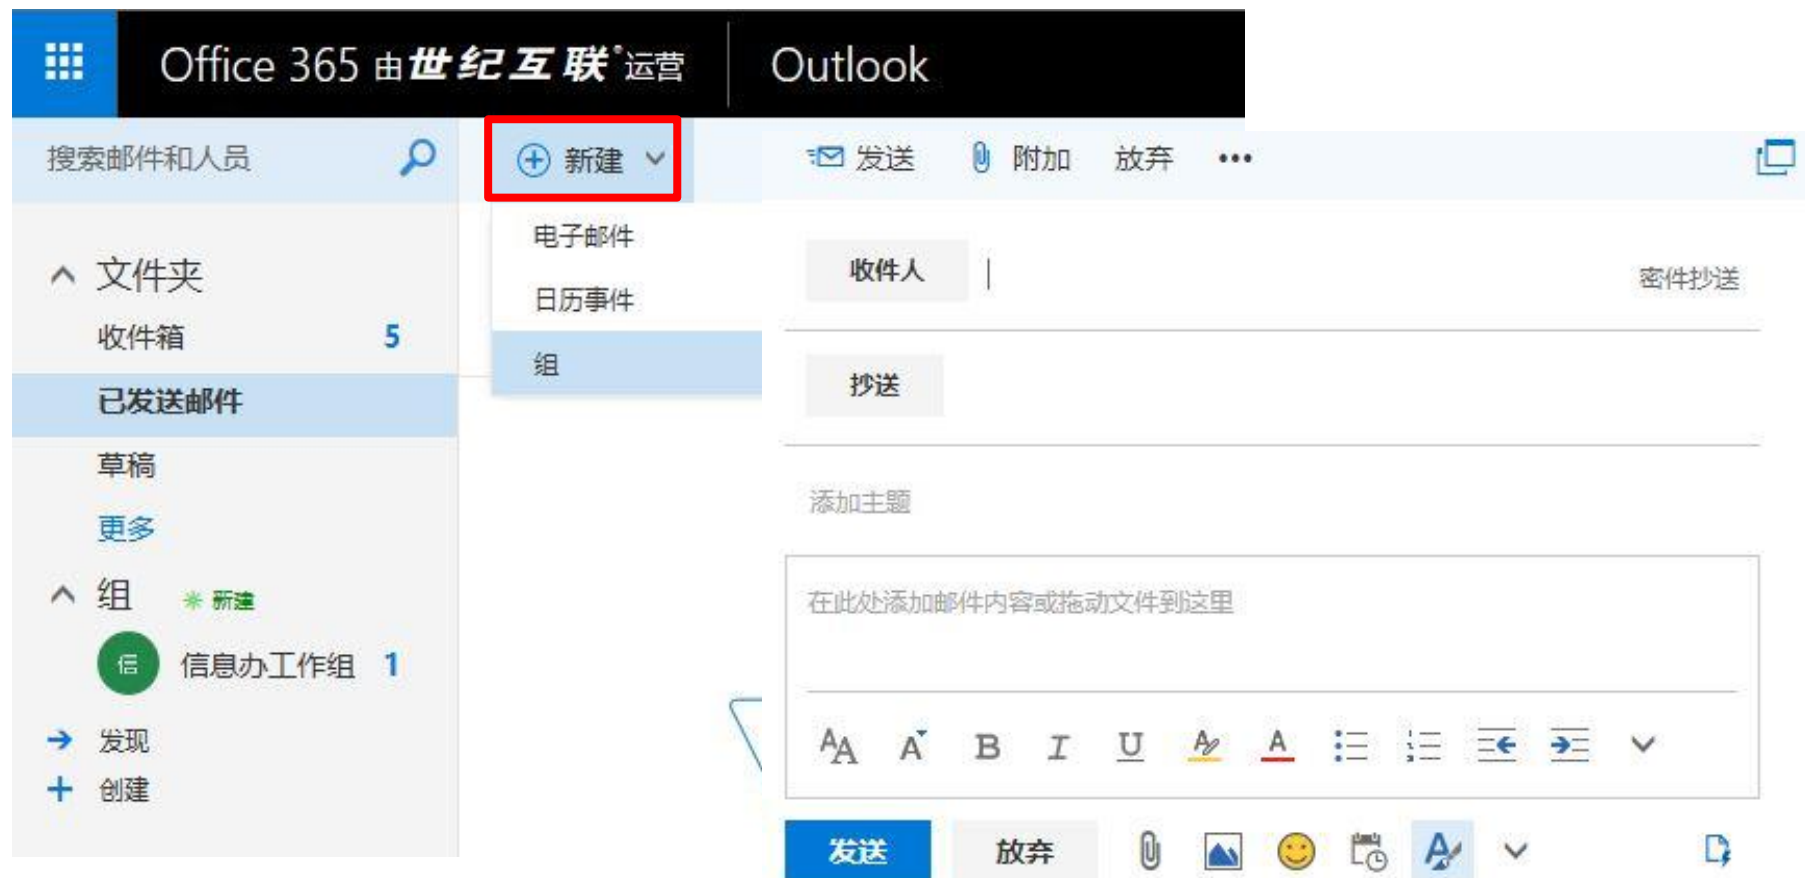 Office 365 由世纪互联运营 Outlook
搜索邮件和人员
新建
发送 附加 放弃 •••
电子邮件
日历事件
组
文件夹
收件箱 5
已发送邮件
草稿
更多
组 新建
信 信息办工作组 1
发现
创建
收件人 密件抄送
抄送
添加主题
在此处添加邮件内容或拖动文件到这里
AA A B I U A A
发送 放弃 A